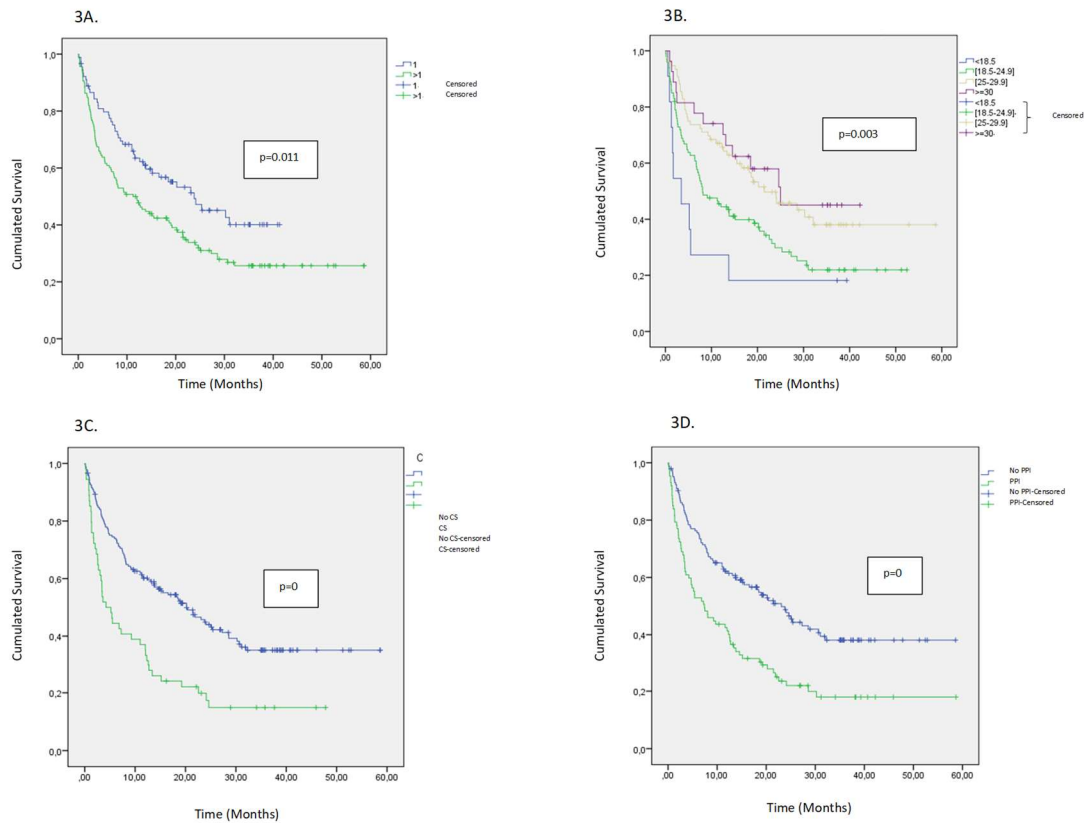 3A.
1,0
0,8
0,6
0,4
0,2
0,0
Cumulated Survival
,00 10,00 20,00 30,00 40,00 50,00 60,00
Time (Months)
p=0.011
1
>1
1 Censored
>1 Censored
3B.
1,0
0,8
0,6
0,4
0,2
0,0
Cumulated Survival
,00 10,00 20,00 30,00 40,00 50,00 60,00
Time (Months)
p=0.003
<18.5
[18.5-24.9]
[25-29.9]
>=30
<18.5
[18.5-24.9]-
[25-29.9]
>=30-
Censored
3C.
1,0
0,8
0,6
0,4
0,2
0,0
Cumulated Survival
,00 10,00 20,00 30,00 40,00 50,00 60,00
Time (Months)
p=0
C
No CS
CS
No CS-censored
CS-censored
3D.
1,0
0,8
0,6
0,4
0,2
0,0
Cumulated Survival
,00 10,00 20,00 30,00 40,00 50,00 60,00
Time (Months)
p=0
No PPI
PPI
No PPI-Censored
PPI-Censored